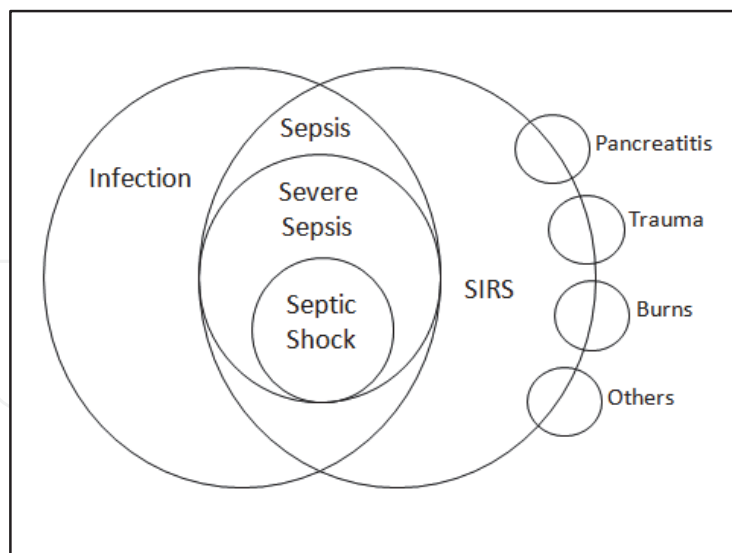 Sepsis
Infection
Severe
Sepsis
Septic
Shock
SIRS
Pancreatitis
Trauma
Burns
Others